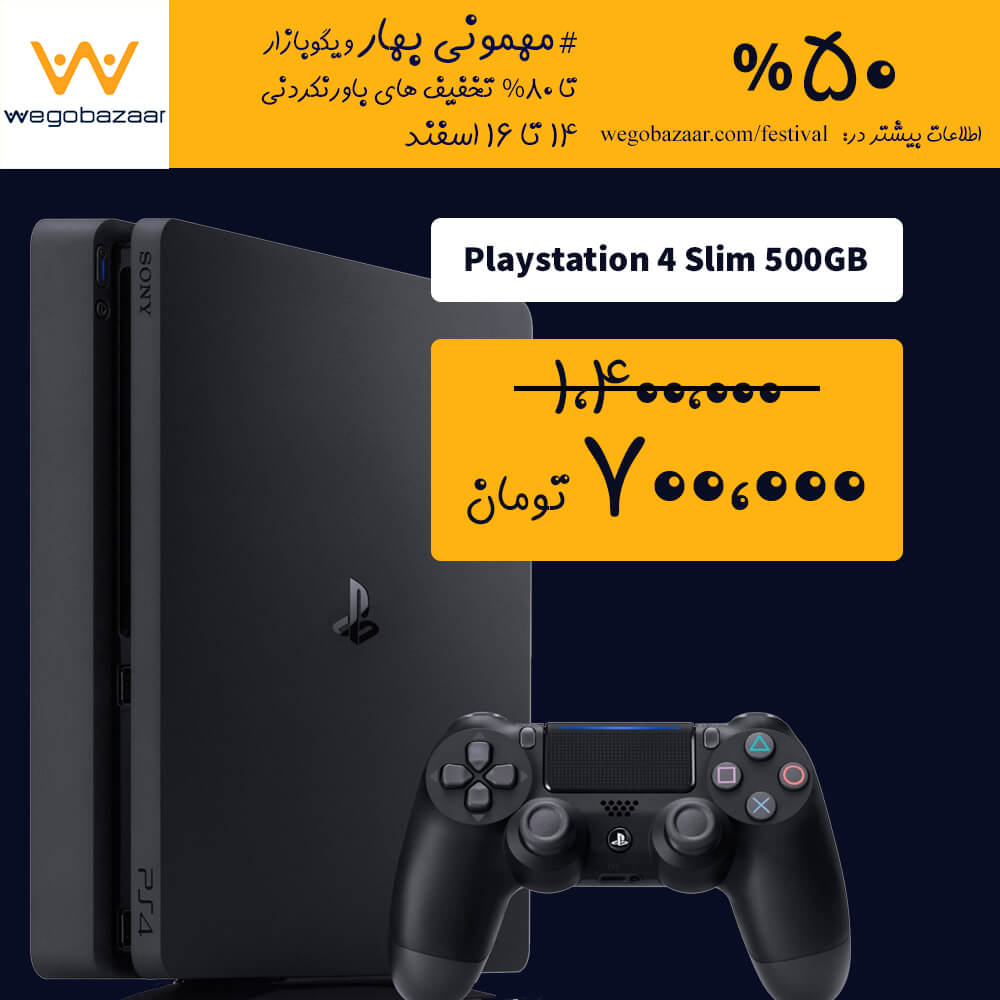 wegobazaar
#مهمونی بهار ویگوبازار
تا ۸۰% تخفیف های باورنکردنی
۱۴ تا ۱۶ اسفند
%۵۰
اطلاعات بیشتر در: wegobazaar.com/festival
Playstation 4 Slim 500GB
۱,۴۰۰,۰۰۰
۷۰۰,۰۰۰ تومان
SONY
PS4